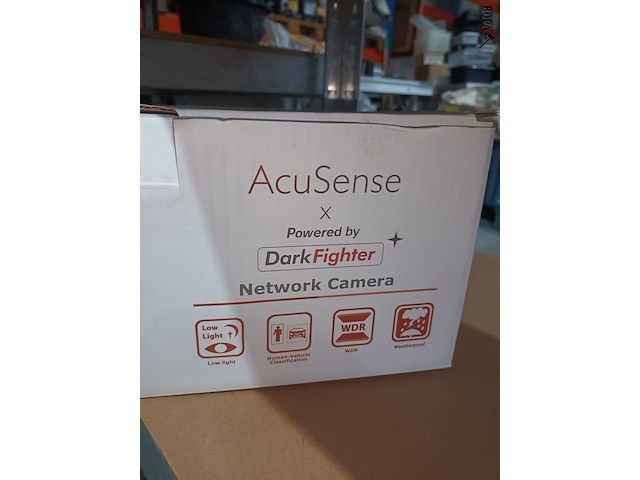 AcuSense
X
Powered by
DarkFighter
Network Camera
Low
Light
WDR
Low light
Human-Vehicle
Classification
WDR
Weatherproof